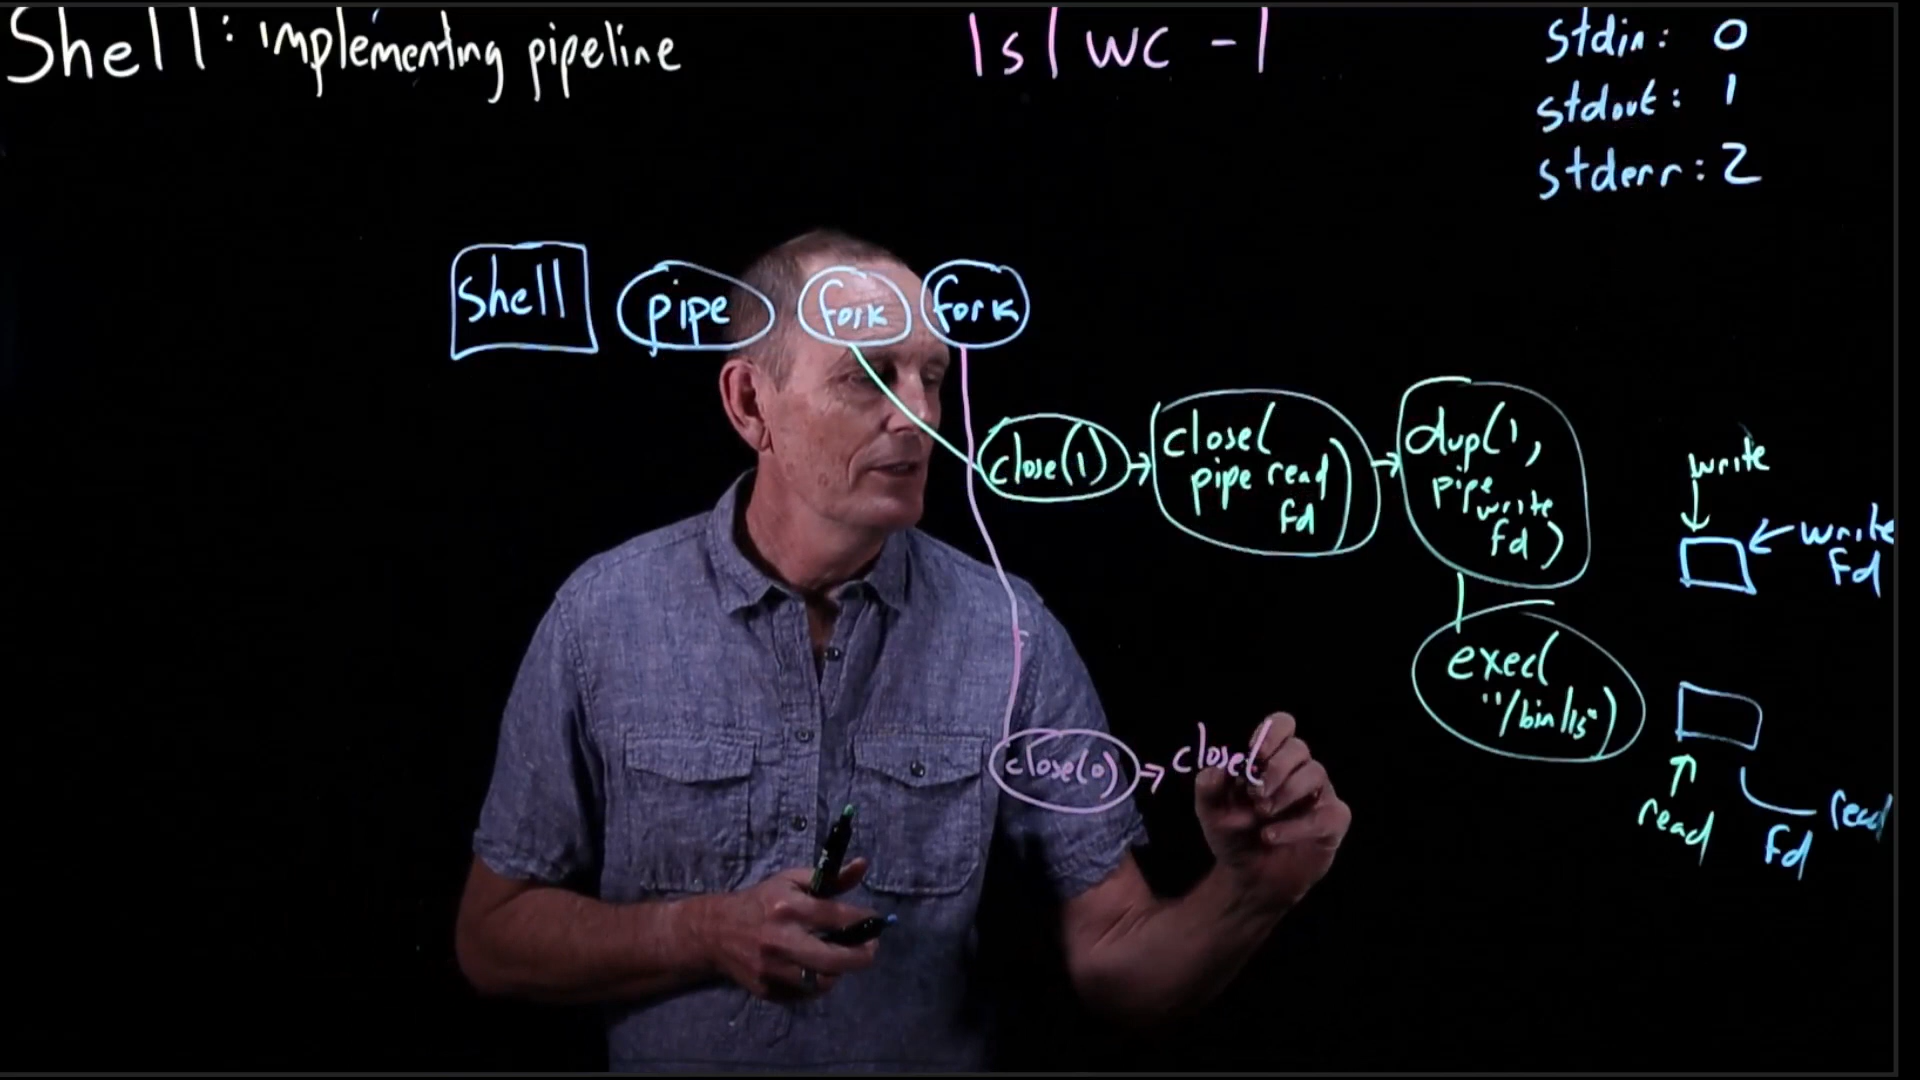 Shell: implementing pipeline
ls | wc -l
stdin: 0
stdout: 1
stderr: 2
shell
pipe
fork
fork
close(1)
close(
pipe read
fd )
dup(1,
pipe
write
fd )
exec(
"/bin/ls")
close(0)
close(
write
write
fd
read
read
fd